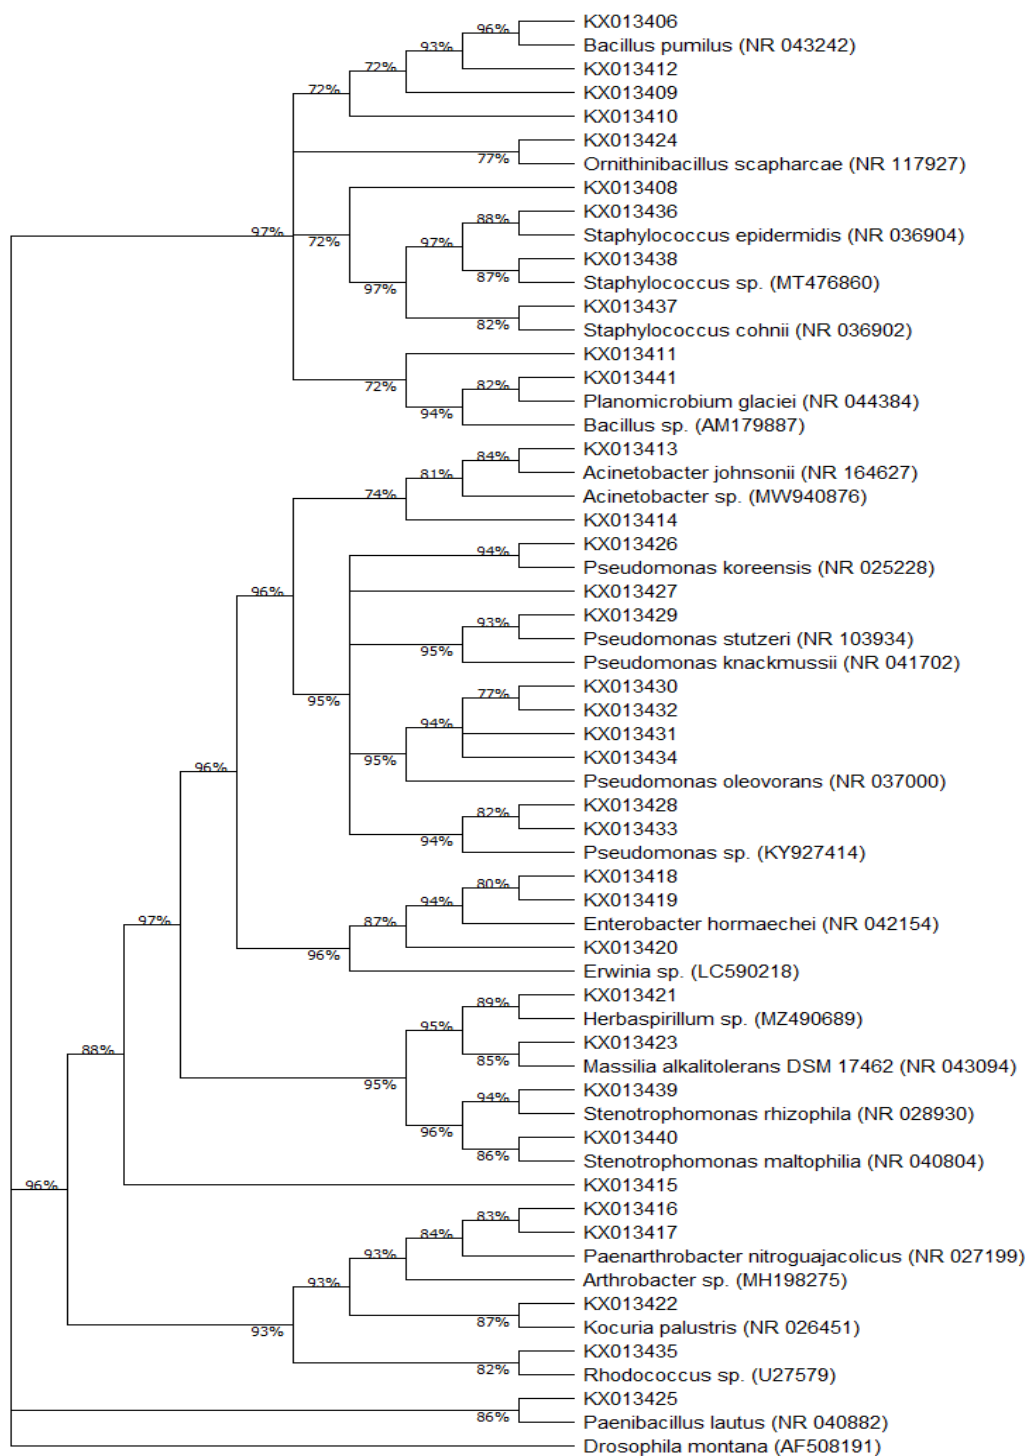 KX013406
96%
Bacillus pumilus (NR 043242)
93%
KX013412
72%
KX013409
72%
KX013410
KX013424
77%
Ornithinibacillus scapharcae (NR 117927)
KX013408
KX013436
88%
97%
Staphylococcus epidermidis (NR 036904)
72%
97%
KX013438
87%
Staphylococcus sp. (MT476860)
97%
KX013437
82%
Staphylococcus cohnii (NR 036902)
KX013411
KX013441
72%
82%
Planomicrobium glaciei (NR 044384)
94%
Bacillus sp. (AM179887)
KX013413
84%
Acinetobacter johnsonii (NR 164627)
81%
74%
Acinetobacter sp. (MW940876)
KX013414
KX013426
94%
Pseudomonas koreensis (NR 025228)
96%
KX013427
KX013429
93%
Pseudomonas stutzeri (NR 103934)
95%
Pseudomonas knackmussii (NR 041702)
KX013430
77%
95%
KX013432
94%
KX013431
KX013434
95%
96%
Pseudomonas oleovorans (NR 037000)
KX013428
82%
KX013433
94%
Pseudomonas sp. (KY927414)
KX013418
80%
KX013419
94%
97%
87%
Enterobacter hormaechei (NR 042154)
KX013420
96%
Erwinia sp. (LC590218)
KX013421
89%
Herbaspirillum sp. (MZ490689)
95%
KX013423
88%
85%
Massilia alkalitolerans DSM 17462 (NR 043094)
95%
KX013439
94%
Stenotrophomonas rhizophila (NR 028930)
96%
KX013440
86%
Stenotrophomonas maltophilia (NR 040804)
96%
KX013415
KX013416
83%
KX013417
84%
93%
Paenarthrobacter nitroguajacolicus (NR 027199)
93%
Arthrobacter sp. (MH198275)
KX013422
87%
93%
Kocuria palustris (NR 026451)
KX013435
82%
Rhodococcus sp. (U27579)
KX013425
86%
Paenibacillus lautus (NR 040882)
Drosophila montana (AF508191)